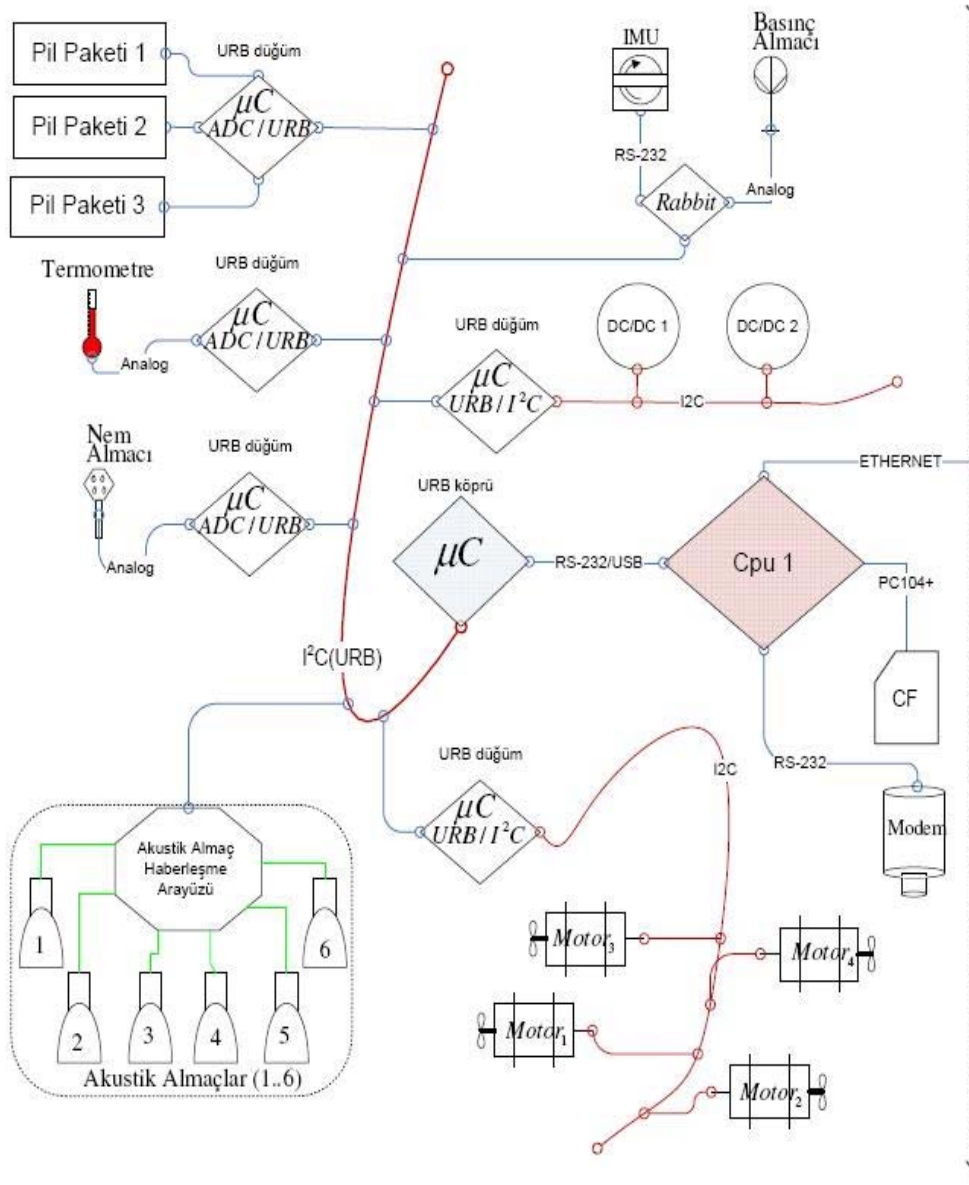 Pil Paketi 1
Pil Paketi 2
Pil Paketi 3
URB düğüm
μC
ADC/URB
IMU
Basınç
Almacı
RS-232
Rabbit
Analog
Termometre
Analog
URB düğüm
μC
ADC/URB
URB düğüm
μC
URB/I²C
DC/DC 1
DC/DC 2
I2C
Nem
Almacı
Analog
URB düğüm
μC
ADC/URB
URB köprü
μC
RS-232/USB
Cpu 1
ETHERNET
PC104+
CF
RS-232
Modem
I²C(URB)
URB düğüm
μC
URB/I²C
I2C
Akustik Almaç
Haberleşme
Arayüzü
1
2
3
4
5
6
Akustik Almaçlar (1..6)
Motor₃
Motor₄
Motor₁
Motor₂